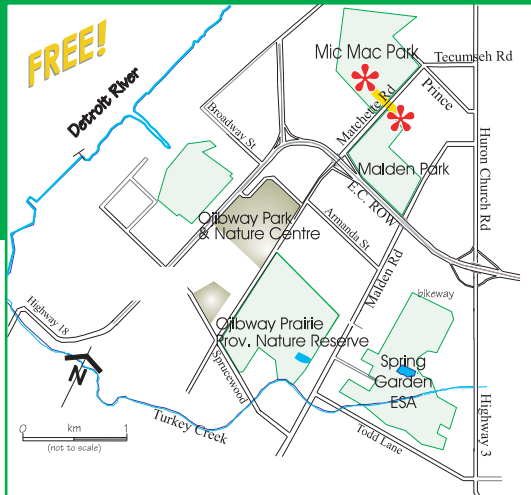 FREE!
Mic Mac Park
Tecumseh Rd
Detroit River
Prince
Broadway St
Matchette Rd
Huron Church Rd
Malden Park
E.C. ROW
Ojibway Park
& Nature Centre
Armanda St
Malden Rd
bikeway
Highway 18
Ojibway Prairie
Prov. Nature Reserve
Spring
Garden
ESA
N
Sprucewood
Turkey Creek
Highway 3
0 km 1
(not to scale)
Todd Lane